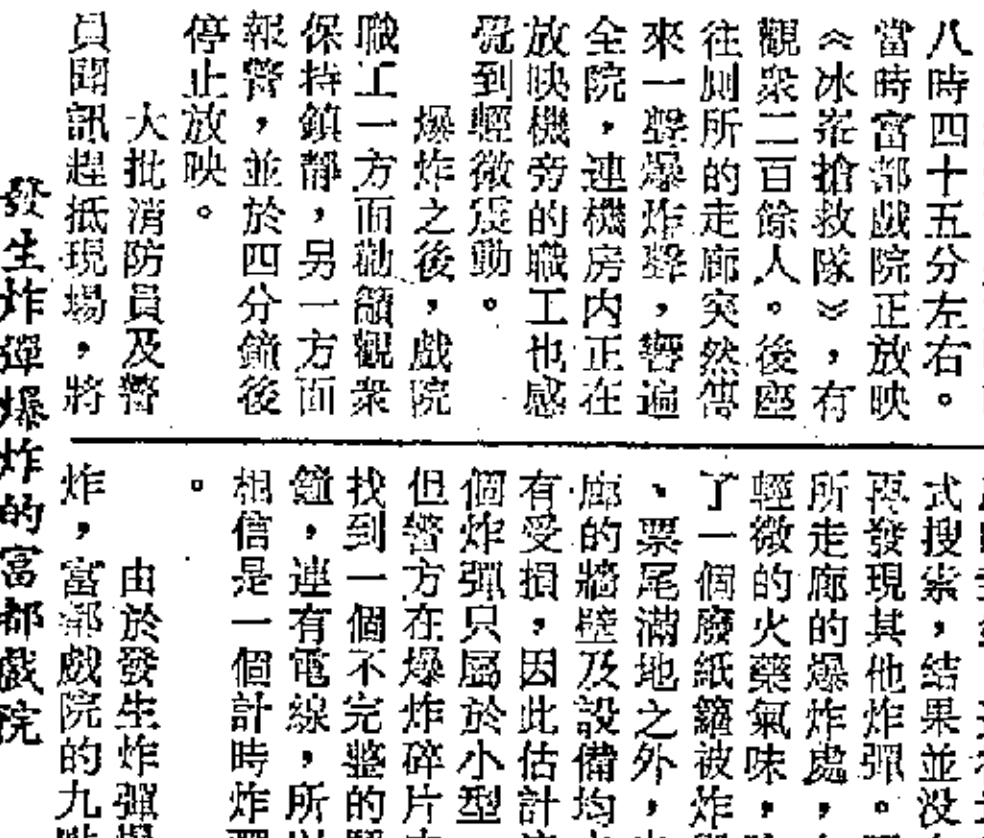 八時四十五分左右。
當時富都戲院正放映
《冰峯搶救隊》,有
觀衆二百餘人。後座
往厠所的走廊突然傳
來一聲爆炸聲,響遍
全院,連機房内正在
放映機旁的職工也感
覺到輕微震動。
爆炸之後,戲院
職工一方面勸籲觀衆
保持鎮靜,另一方面
報警,並於四分鐘後
停止放映。
大批消防員及警
員聞訊趕抵現場,將
式搜索,結果並没
再發現其他炸彈。
所走廊的爆炸處,
輕微的火藥氣味,
了一個廢紙籮被炸
、票尾滿地之外,
廊的牆壁及設備均
有受損,因此估計
個炸彈只屬於小型
但警方在爆炸碎片
找到一個不完整的
鐘,連有電線,所
相信是一個計時炸
。
由於發生炸彈
炸,富都戲院的九
發生炸彈爆炸的富都戲院